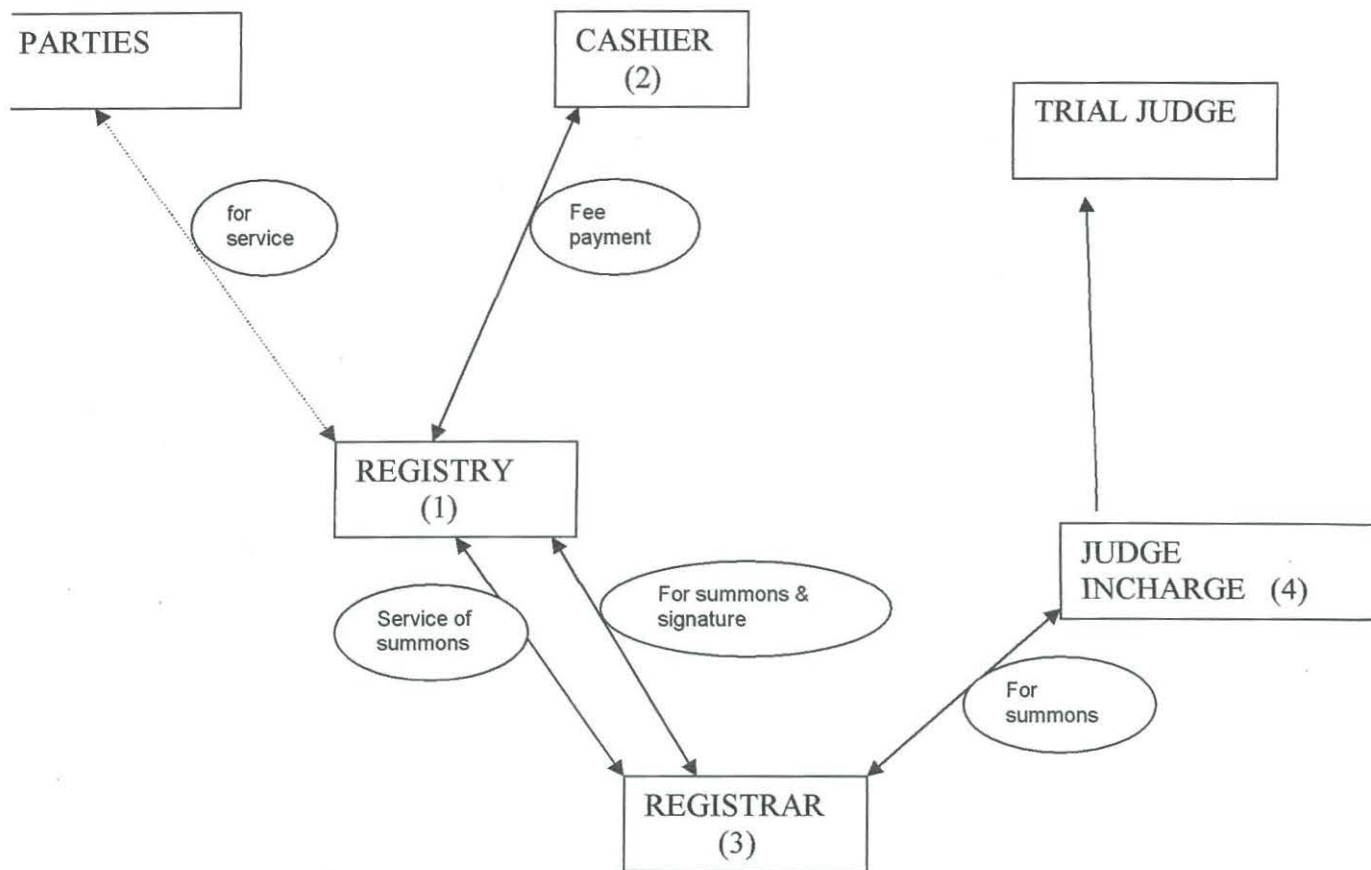 PARTIES
CASHIER
(2)
TRIAL JUDGE
for
service
Fee
payment
REGISTRY
(1)
JUDGE
INCHARGE (4)
Service of
summons
For summons &
signature
For
summons
REGISTRAR
(3)